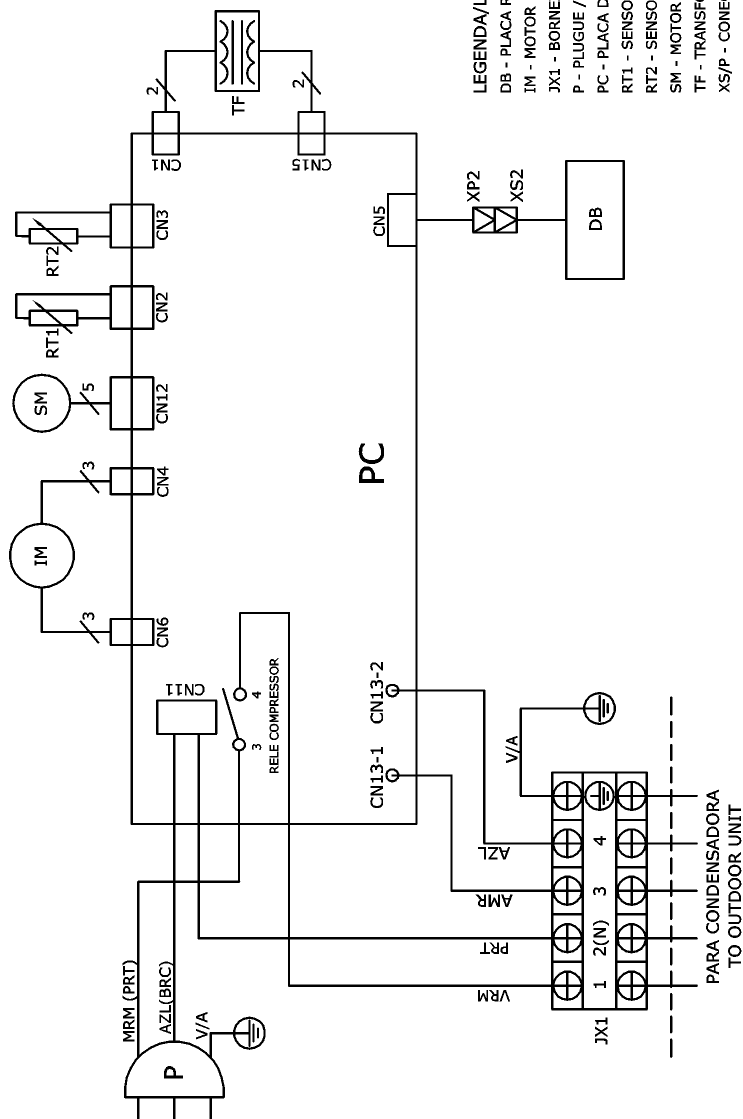 LEGENDA/L
DB - PLACA R
IM - MOTOR
JX1 - BORNE
P - PLUGUE /
PC - PLACA D
RT1 - SENSO
RT2 - SENSO
SM - MOTOR
TF - TRANSFO
XS/P - CONE
TF
2
2
CN1
CN15
RT2
CN3
RT1
CN2
SM
5
CN12
IM
3
CN4
3
CN6
CN5
XP2
XS2
DB
PC
CN11
4
3
RELE COMPRESSOR
CN13-2
CN13-1
MRM (PRT)
AZL(BRC)
V/A
P
V/A
AZL
AMR
PRT
VRM
4
3
2(N)
1
JX1
PARA CONDENSADORA
TO OUTDOOR UNIT